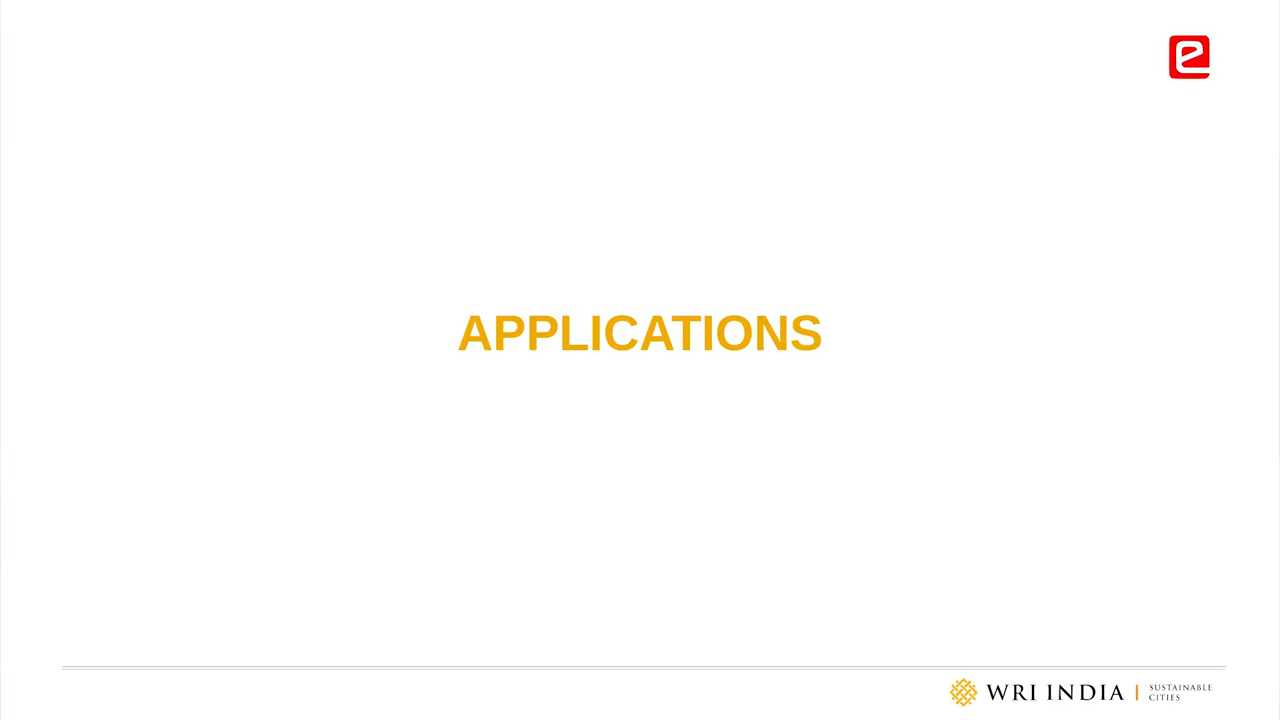 e
APPLICATIONS
WRI INDIA | SUSTAINABLE
CITIES